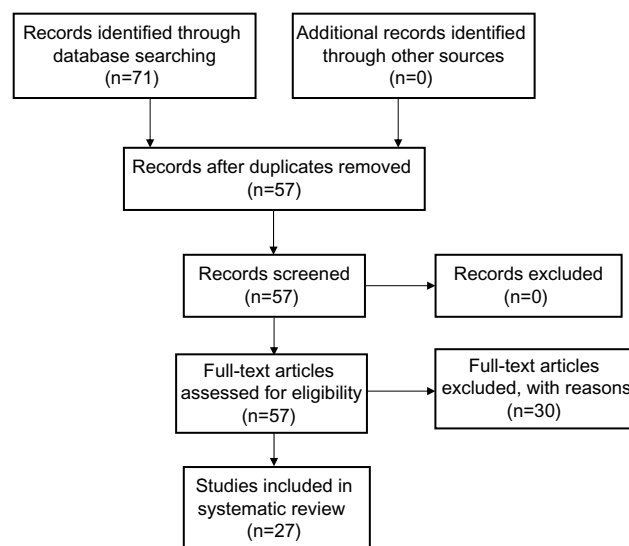 Records identified through
database searching
(n=71)
Additional records identified
through other sources
(n=0)
Records after duplicates removed
(n=57)
Records screened
(n=57)
Records excluded
(n=0)
Full-text articles
assessed for eligibility
(n=57)
Full-text articles
excluded, with reasons
(n=30)
Studies included in
systematic review
(n=27)